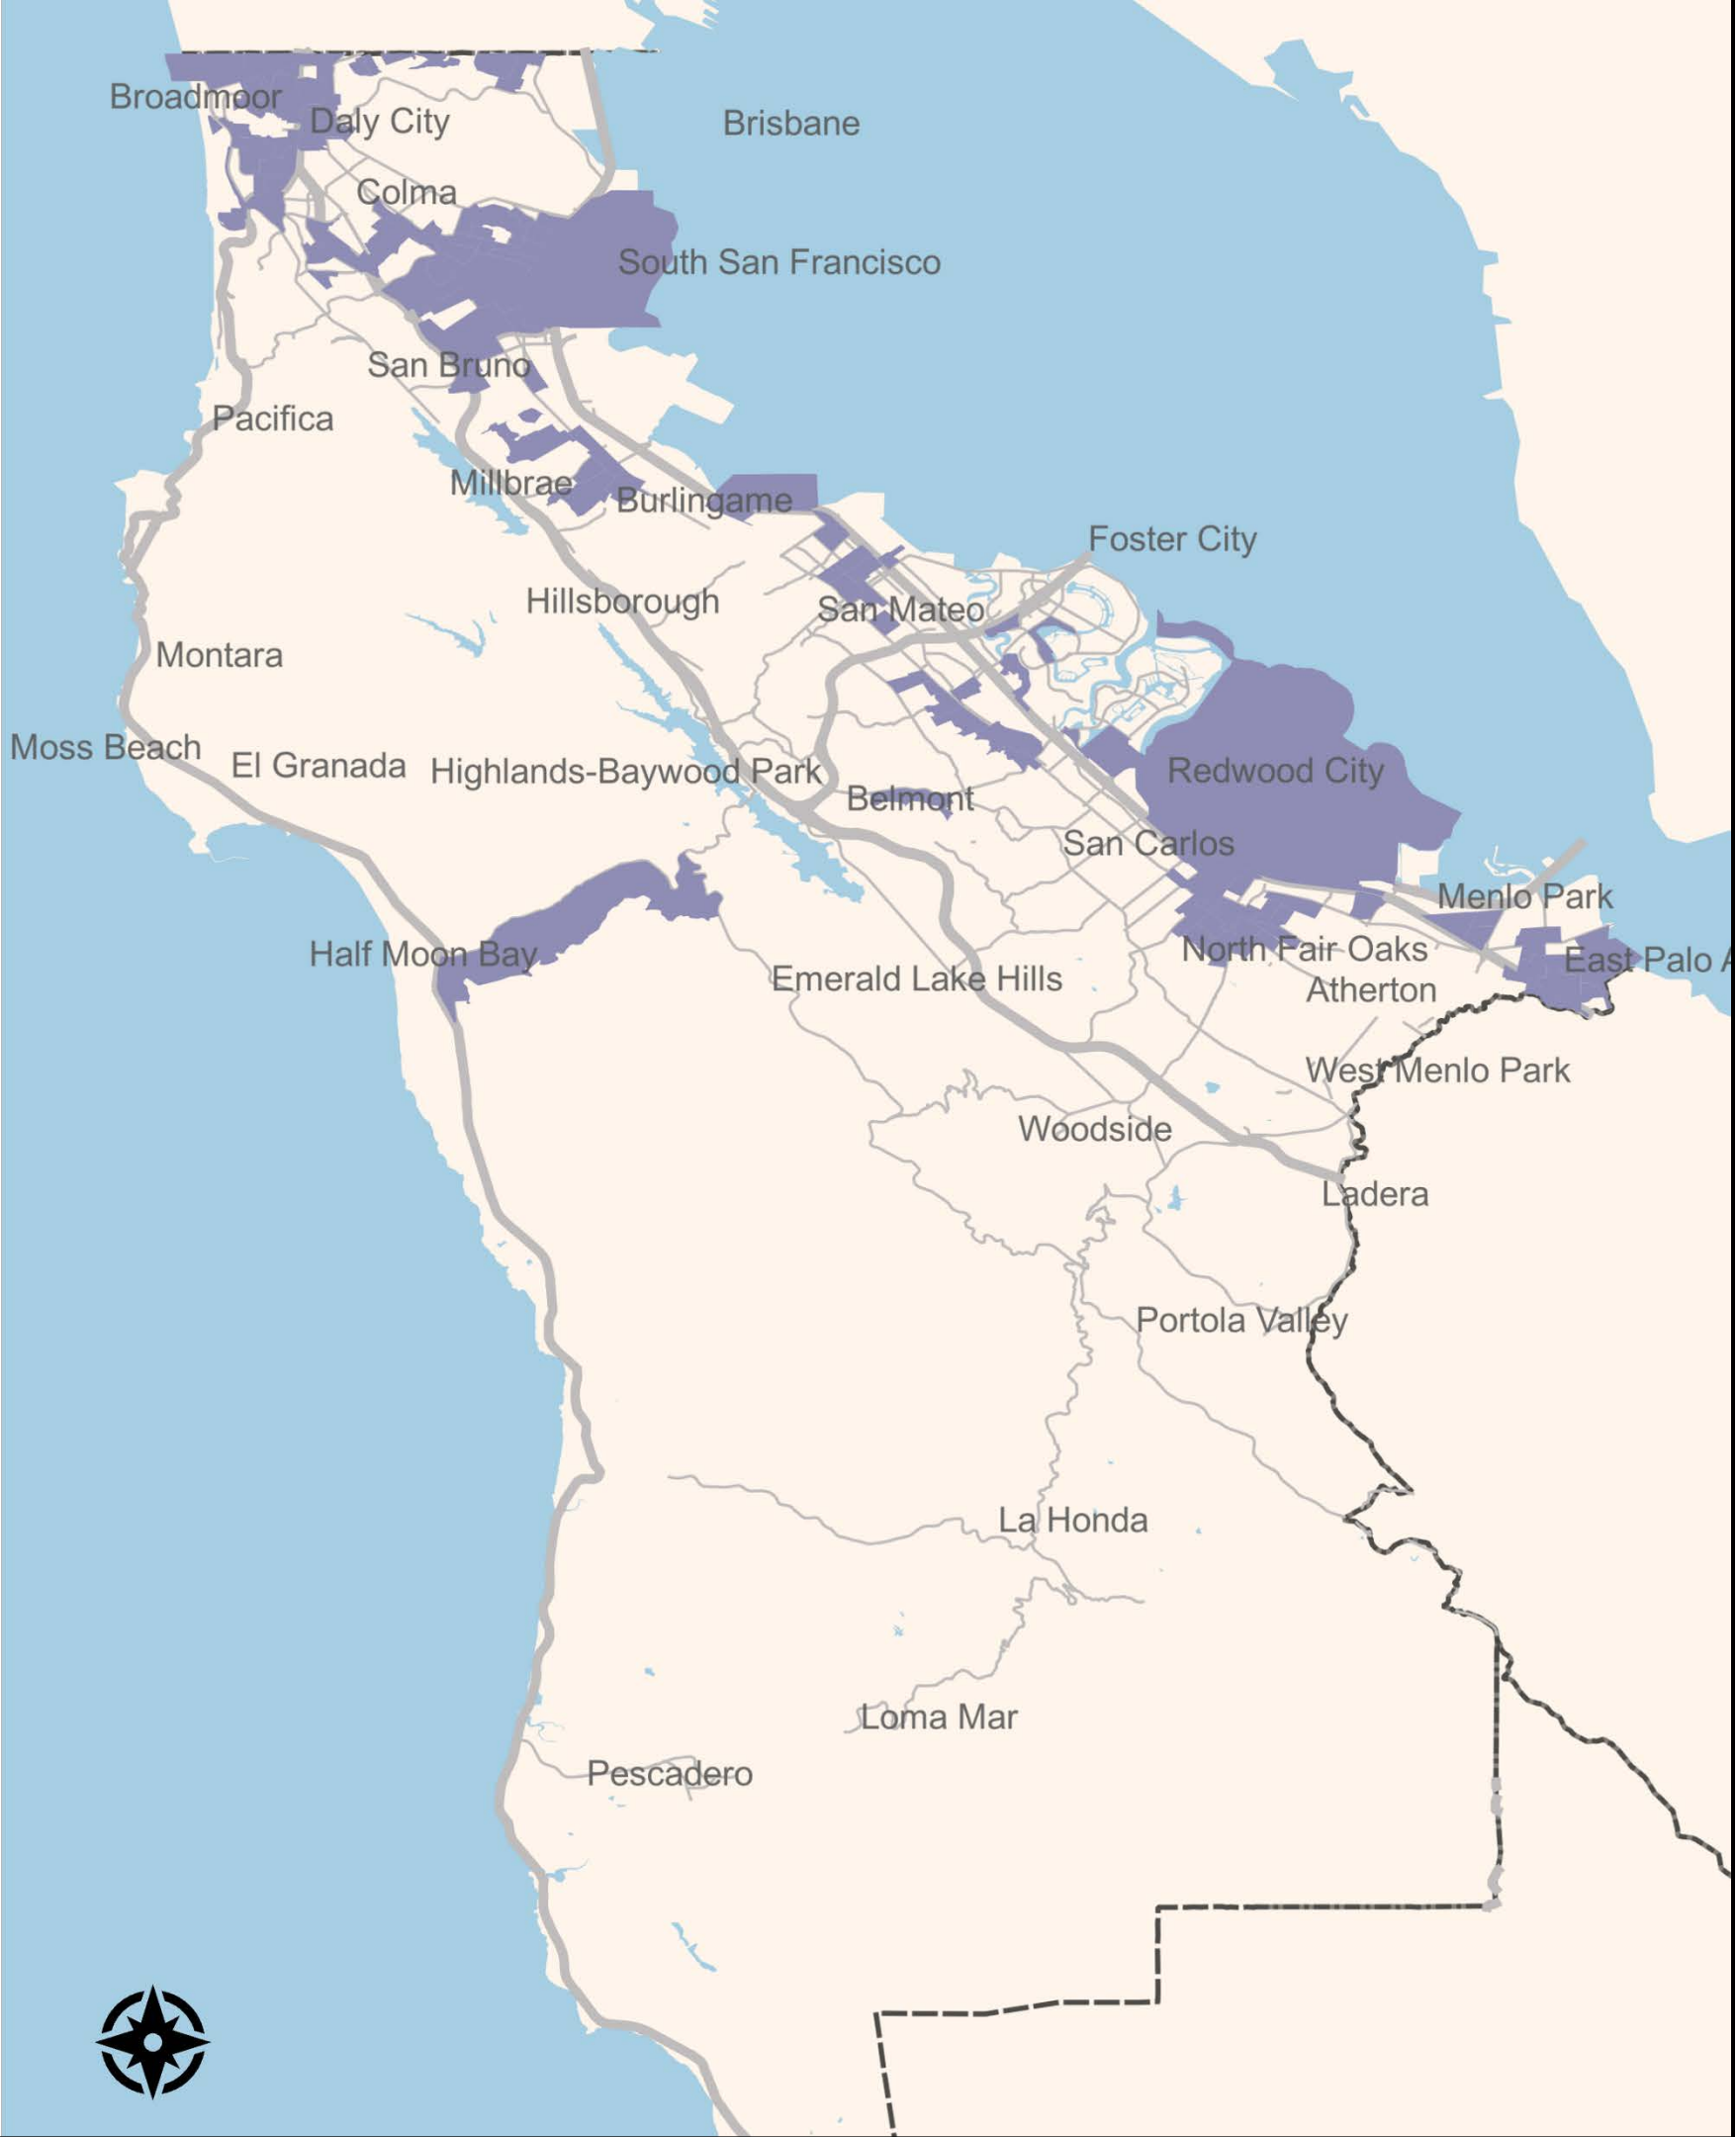 Broadmoor
Daly City
Brisbane
Colma
South San Francisco
San Bruno
Pacifica
Millbrae
Burlingame
Foster City
Hillsborough
San Mateo
Montara
Moss Beach
El Granada
Highlands-Baywood Park
Redwood City
Belmont
San Carlos
Menlo Park
Half Moon Bay
North Fair Oaks
East Palo A
Emerald Lake Hills
Atherton
West Menlo Park
Woodside
Ladera
Portola Valley
La Honda
Loma Mar
Pescadero